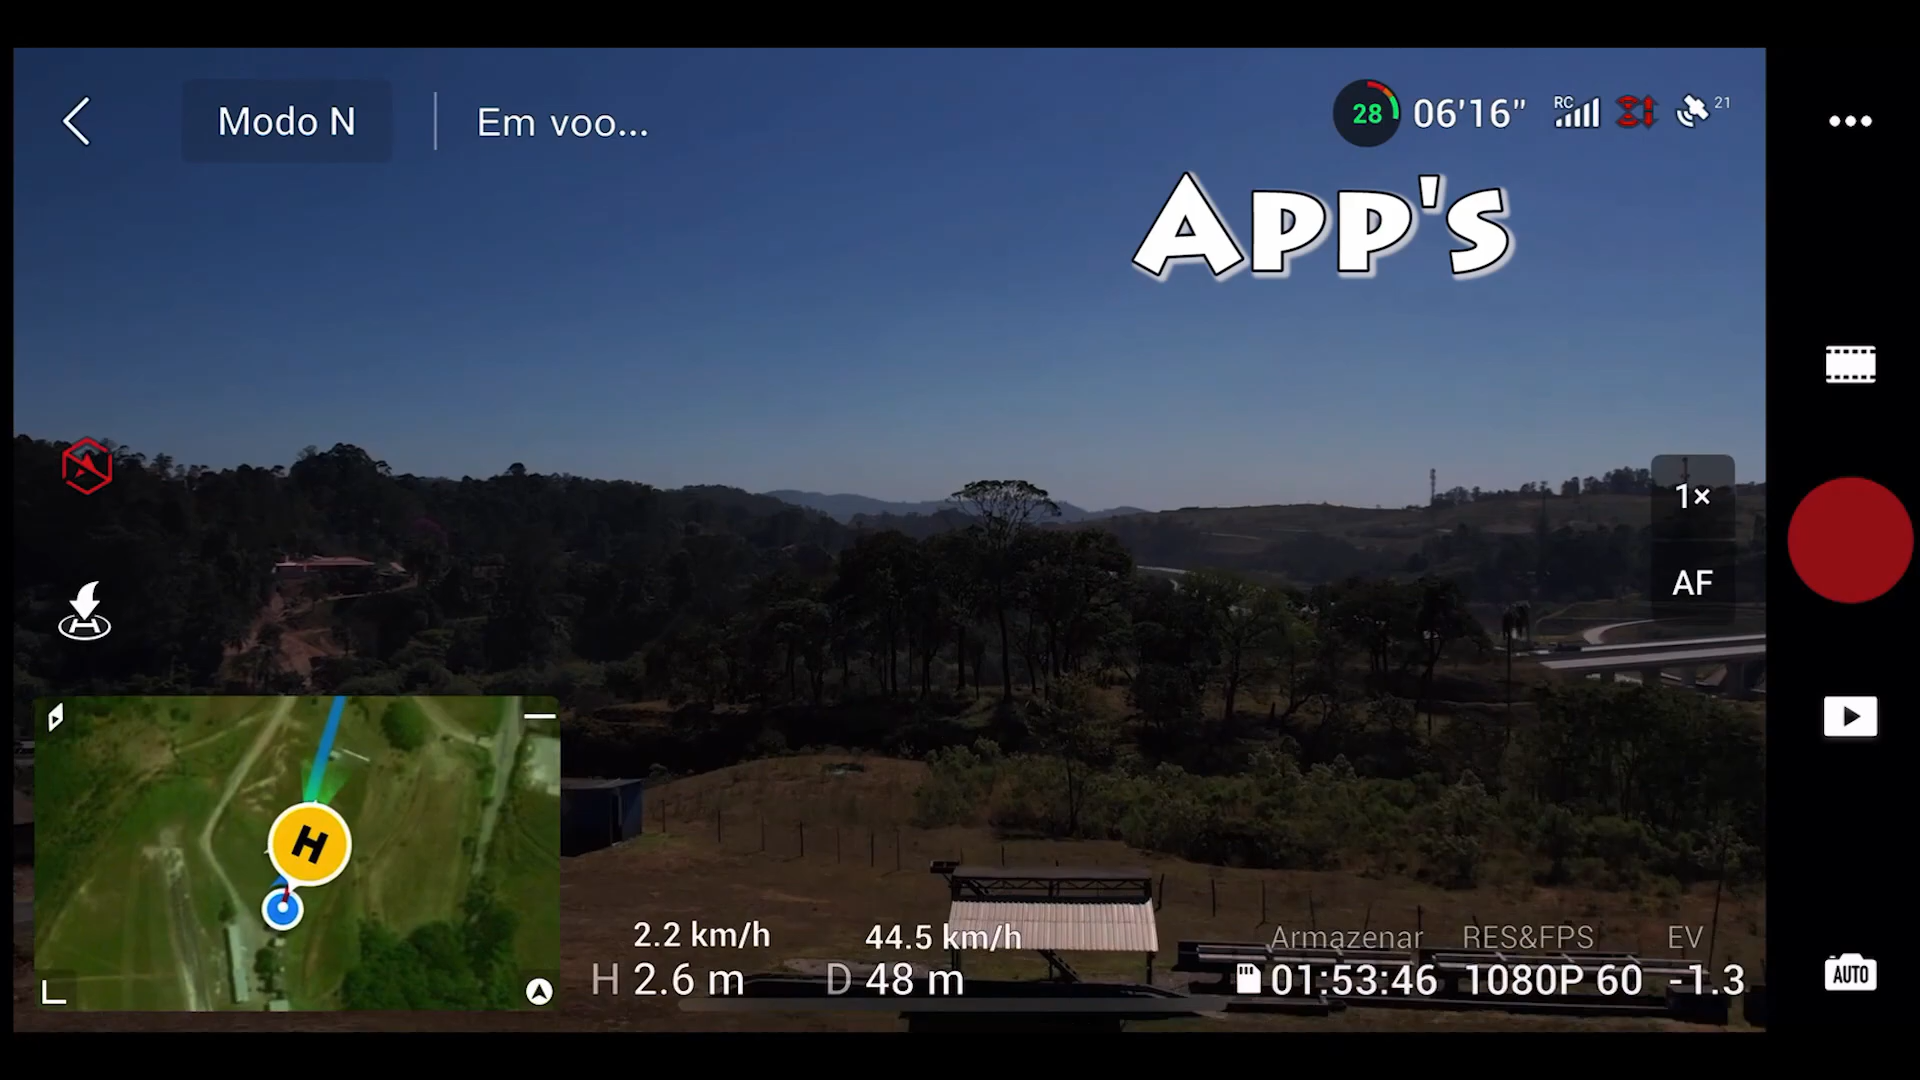 Modo N
Em voo...
28
06'16"
RC
21
App's
1×
AF
H
2.2 km/h
44.5 km/h
H 2.6 m
D 48 m
Armazenar
RES&FPS
EV
01:53:46
1080P 60
-1.3
AUTO